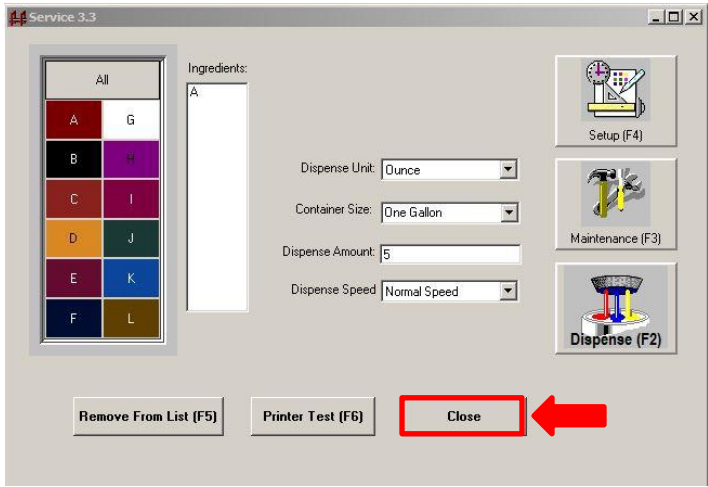 Service 3.3
All
A G
B H
C I
D J
E K
F L
Ingredients:
A
Dispense Unit: Ounce
Container Size: One Gallon
Dispense Amount: 5
Dispense Speed Normal Speed
Setup (F4)
Maintenance (F3)
Dispense (F2)
Remove From List (F5) Printer Test (F6) Close